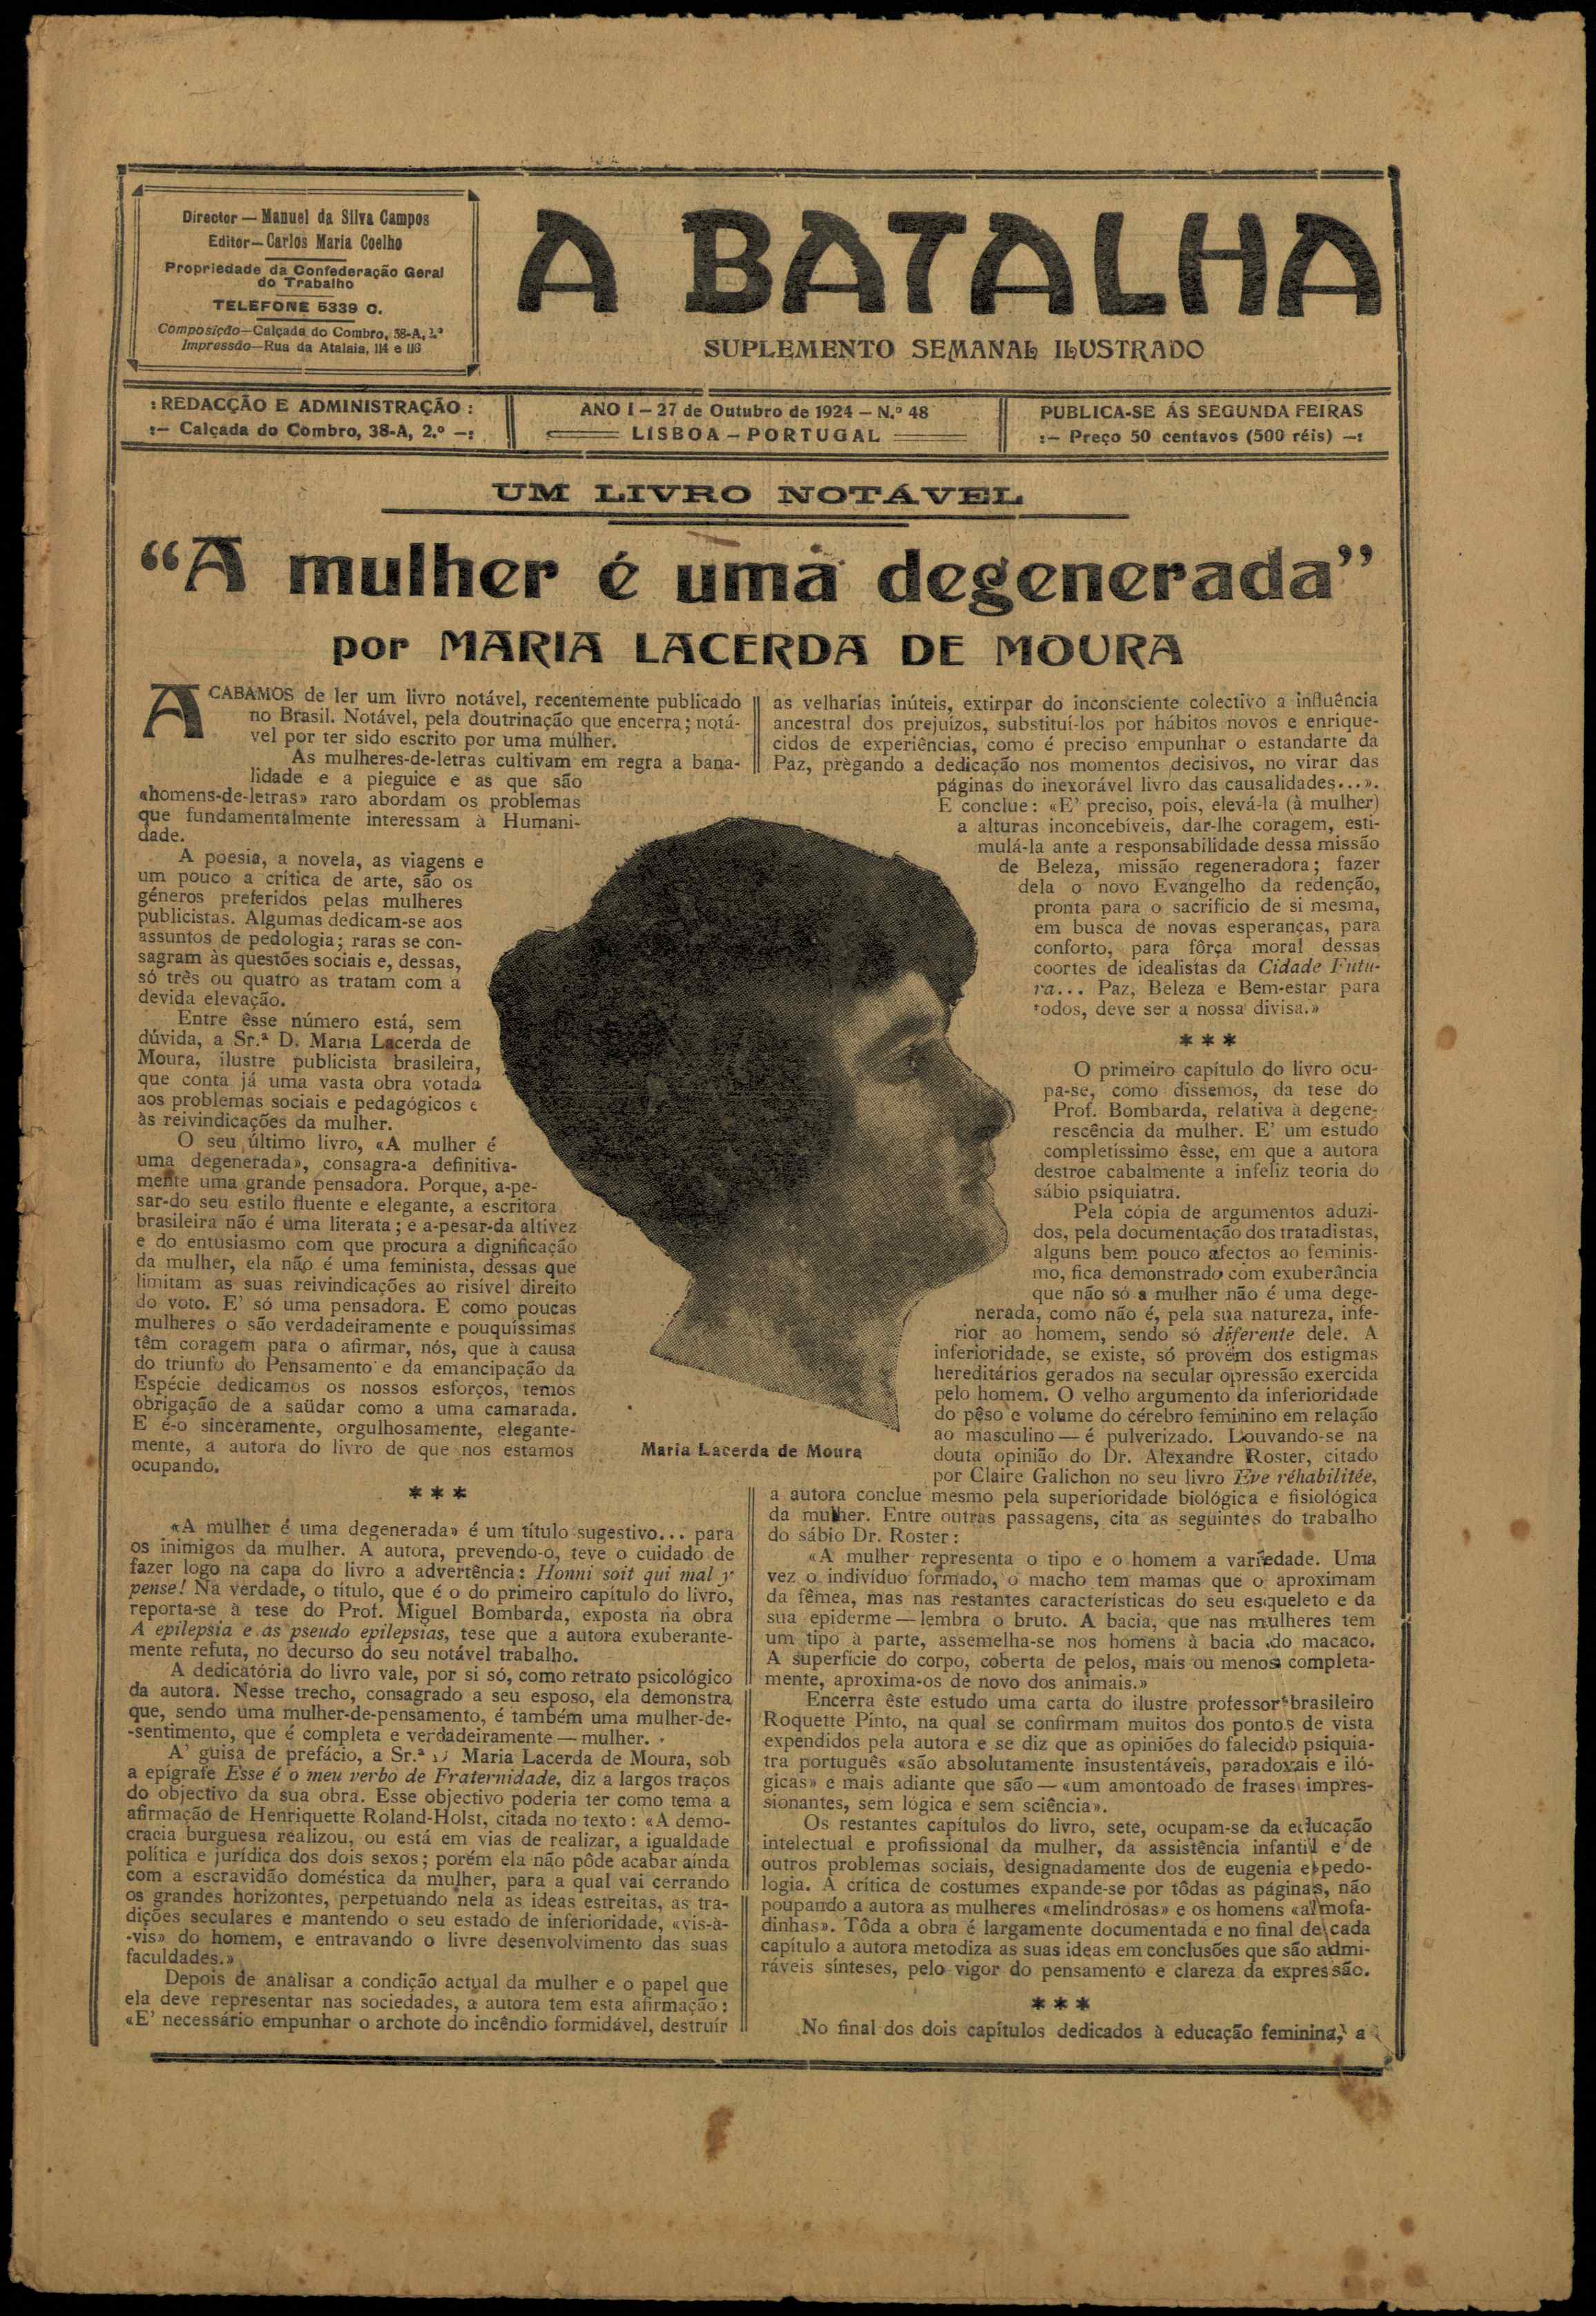 Director — Manuel da Silva Campos
Editor — Carlos Maria Coelho
Propriedade da Confederação Geral
do Trabalho
TELEFONE 5339 C.
Composição—Calçada do Combro, 38-A, 2.º
Impressão—Rua da Atalaia, 114 e 116
A BATALHA
SUPLEMENTO SEMANAL ILUSTRADO
: REDACÇÃO E ADMINISTRAÇÃO :
:— Calçada do Combro, 38-A, 2.º —:
ANO I — 27 de Outubro de 1924 — N.º 48
LISBOA — PORTUGAL
PUBLICA-SE ÁS SEGUNDA FEIRAS
:— Preço 50 centavos (500 réis) —:
UM LIVRO NOTÁVEL
“A mulher é uma degenerada”
por MARIA LACERDA DE MOURA
ACABAMOS de ler um livro notável, recentemente publicado
no Brasil. Notável, pela doutrinação que encerra; notá-
vel por ter sido escrito por uma mulher.
As mulheres-de-letras cultivam em regra a bana-
lidade e a pieguice e as que são
«homens-de-letras» raro abordam os problemas
que fundamentalmente interessam à Humani-
dade.
A poesia, a novela, as viagens e
um pouco a crítica de arte, são os
géneros preferidos pelas mulheres
publicistas. Algumas dedicam-se aos
assuntos de pedologia; raras se con-
sagram às questões sociais e, dessas,
só três ou quatro as tratam com a
devida elevação.
Entre êsse número está, sem
dúvida, a Sr.ª D. Maria Lacerda de
Moura, ilustre publicista brasileira,
que conta já uma vasta obra votada
aos problemas sociais e pedagógicos e
às reivindicações da mulher.
O seu último livro, «A mulher é
uma degenerada», consagra-a definitiva-
mente uma grande pensadora. Porque, a-pe-
sar-do seu estilo fluente e elegante, a escritora
brasileira não é uma literata; e a-pesar-da altivez
e do entusiasmo com que procura a dignificação
da mulher, ela não é uma feminista, dessas que
limitam as suas reivindicações ao risível direito
do voto. E' só uma pensadora. E como poucas
mulheres o são verdadeiramente e pouquíssimas
têm coragem para o afirmar, nós, que à causa
do triunfo do Pensamento e da emancipação da
Espécie dedicamos os nossos esforços, temos
obrigação de a saüdar como a uma camarada.
E é-o sinceramente, orgulhosamente, elegante-
mente, a autora do livro de que nos estamos
ocupando.
* * *
«A mulher é uma degenerada» é um título sugestivo... para
os inimigos da mulher. A autora, prevendo-o, teve o cuidado de
fazer logo na capa do livro a advertência: Honni soit qui mal y
pense! Na verdade, o título, que é o do primeiro capítulo do livro,
reporta-se à tese do Prof. Miguel Bombarda, exposta na obra
A epilepsia e as pseudo epilepsias, tese que a autora exuberante-
mente refuta, no decurso do seu notável trabalho.
A dedicatória do livro vale, por si só, como retrato psicológico
da autora. Nesse trecho, consagrado a seu esposo, ela demonstra
que, sendo uma mulher-de-pensamento, é também uma mulher-de-
-sentimento, que é completa e verdadeiramente — mulher.
A' guisa de prefácio, a Sr.ª Maria Lacerda de Moura, sob
a epígrafe Esse é o meu verbo de Fraternidade, diz a largos traços
do objectivo da sua obra. Esse objectivo poderia ter como tema a
afirmação de Henriquette Roland-Holst, citada no texto: «A demo-
cracia burguesa realizou, ou está em vias de realizar, a igualdade
política e jurídica dos dois sexos; porém ela não pôde acabar ainda
com a escravidão doméstica da mulher, para a qual vai cerrando
os grandes horizontes, perpetuando nela as ideas estreitas, as tra-
dições seculares e mantendo o seu estado de inferioridade, «vis-à-
-vis» do homem, e entravando o livre desenvolvimento das suas
faculdades.»
Depois de analisar a condição actual da mulher e o papel que
ela deve representar nas sociedades, a autora tem esta afirmação:
«E' necessário empunhar o archote do incêndio formidável, destruír
as velharias inúteis, extirpar do inconsciente colectivo a influência
ancestral dos prejuízos, substituí-los por hábitos novos e enrique-
cidos de experiências, como é preciso empunhar o estandarte da
Paz, prègando a dedicação nos momentos decisivos, no virar das
páginas do inexorável livro das causalidades...».
E conclue: «E' preciso, pois, elevá-la (à mulher)
a alturas inconcebíveis, dar-lhe coragem, esti-
mulá-la ante a responsabilidade dessa missão
de Beleza, missão regeneradora; fazer
dela o novo Evangelho da redenção,
pronta para o sacrifício de si mesma,
em busca de novas esperanças, para
conforto, para fôrça moral dessas
coortes de idealistas da Cidade Futu-
ra... Paz, Beleza e Bem-estar para
todos, deve ser a nossa divisa.»
* * *
O primeiro capítulo do livro ocu-
pa-se, como dissemos, da tese do
Prof. Bombarda, relativa à degene-
rescência da mulher. E' um estudo
completíssimo êsse, em que a autora
destroe cabalmente a infeliz teoria do
sábio psiquiatra.
Pela cópia de argumentos aduzi-
dos, pela documentação dos tratadistas,
alguns bem pouco afectos ao feminis-
mo, fica demonstrado com exuberância
que não só a mulher não é uma dege-
nerada, como não é, pela sua natureza, infe-
rior ao homem, sendo só diferente dele. A
inferioridade, se existe, só provém dos estigmas
hereditários gerados na secular opressão exercida
pelo homem. O velho argumento da inferioridade
do pêso e volume do cérebro feminino em relação
ao masculino — é pulverizado. Louvando-se na
douta opinião do Dr. Alexandre Roster, citado
por Claire Galichon no seu livro Eve réhabilitée,
a autora conclue mesmo pela superioridade biológica e fisiológica
da mulher. Entre outras passagens, cita as seguintes do trabalho
do sábio Dr. Roster:
«A mulher representa o tipo e o homem a variedade. Uma
vez o indivíduo formado, o macho tem mamas que o aproximam
da fêmea, mas nas restantes características do seu esqueleto e da
sua epiderme — lembra o bruto. A bacia, que nas mulheres tem
um tipo à parte, assemelha-se nos homens à bacia do macaco.
A superfície do corpo, coberta de pelos, mais ou menos completa-
mente, aproxima-os de novo dos animais.»
Encerra êste estudo uma carta do ilustre professor brasileiro
Roquette Pinto, na qual se confirmam muitos dos pontos de vista
expendidos pela autora e se diz que as opiniões do falecido psiquia-
tra português «são absolutamente insustentáveis, paradoxais e iló-
gicas» e mais adiante que são — «um amontoado de frases impres-
sionantes, sem lógica e sem sciência».
Os restantes capítulos do livro, sete, ocupam-se da educação
intelectual e profissional da mulher, da assistência infantil e de
outros problemas sociais, designadamente dos de eugenia e pedo-
logia. A crítica de costumes expande-se por tôdas as páginas, não
poupando a autora as mulheres «melindrosas» e os homens «almofa-
dinhas». Tôda a obra é largamente documentada e no final de cada
capítulo a autora metodiza as suas ideas em conclusões que são admi-
ráveis sínteses, pelo vigor do pensamento e clareza da expressão.
* * *
No final dos dois capítulos dedicados à educação feminina, a
Maria Lacerda de Moura